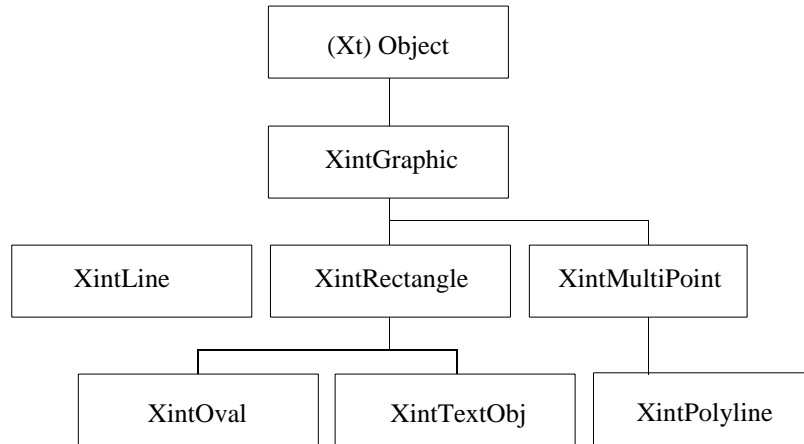 (Xt) Object
XintGraphic
XintLine
XintRectangle
XintMultiPoint
XintOval
XintTextObj
XintPolyline